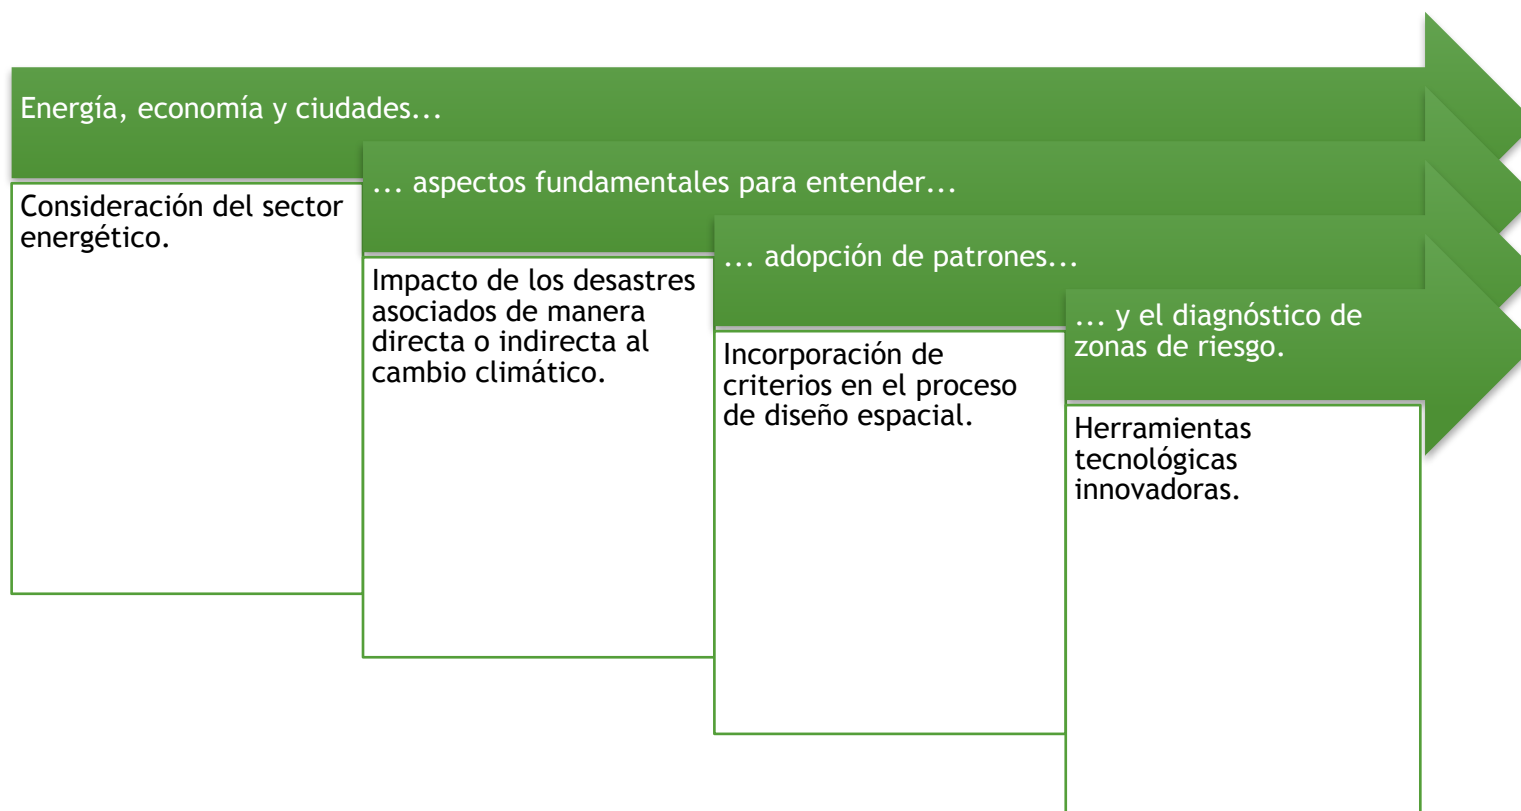 Energía, economía y ciudades...
Consideración del sector
energético.
... aspectos fundamentales para entender...
Impacto de los desastres
asociados de manera
directa o indirecta al
cambio climático.
... adopción de patrones...
Incorporación de
criterios en el proceso
de diseño espacial.
... y el diagnóstico de
zonas de riesgo.
Herramientas
tecnológicas
innovadoras.